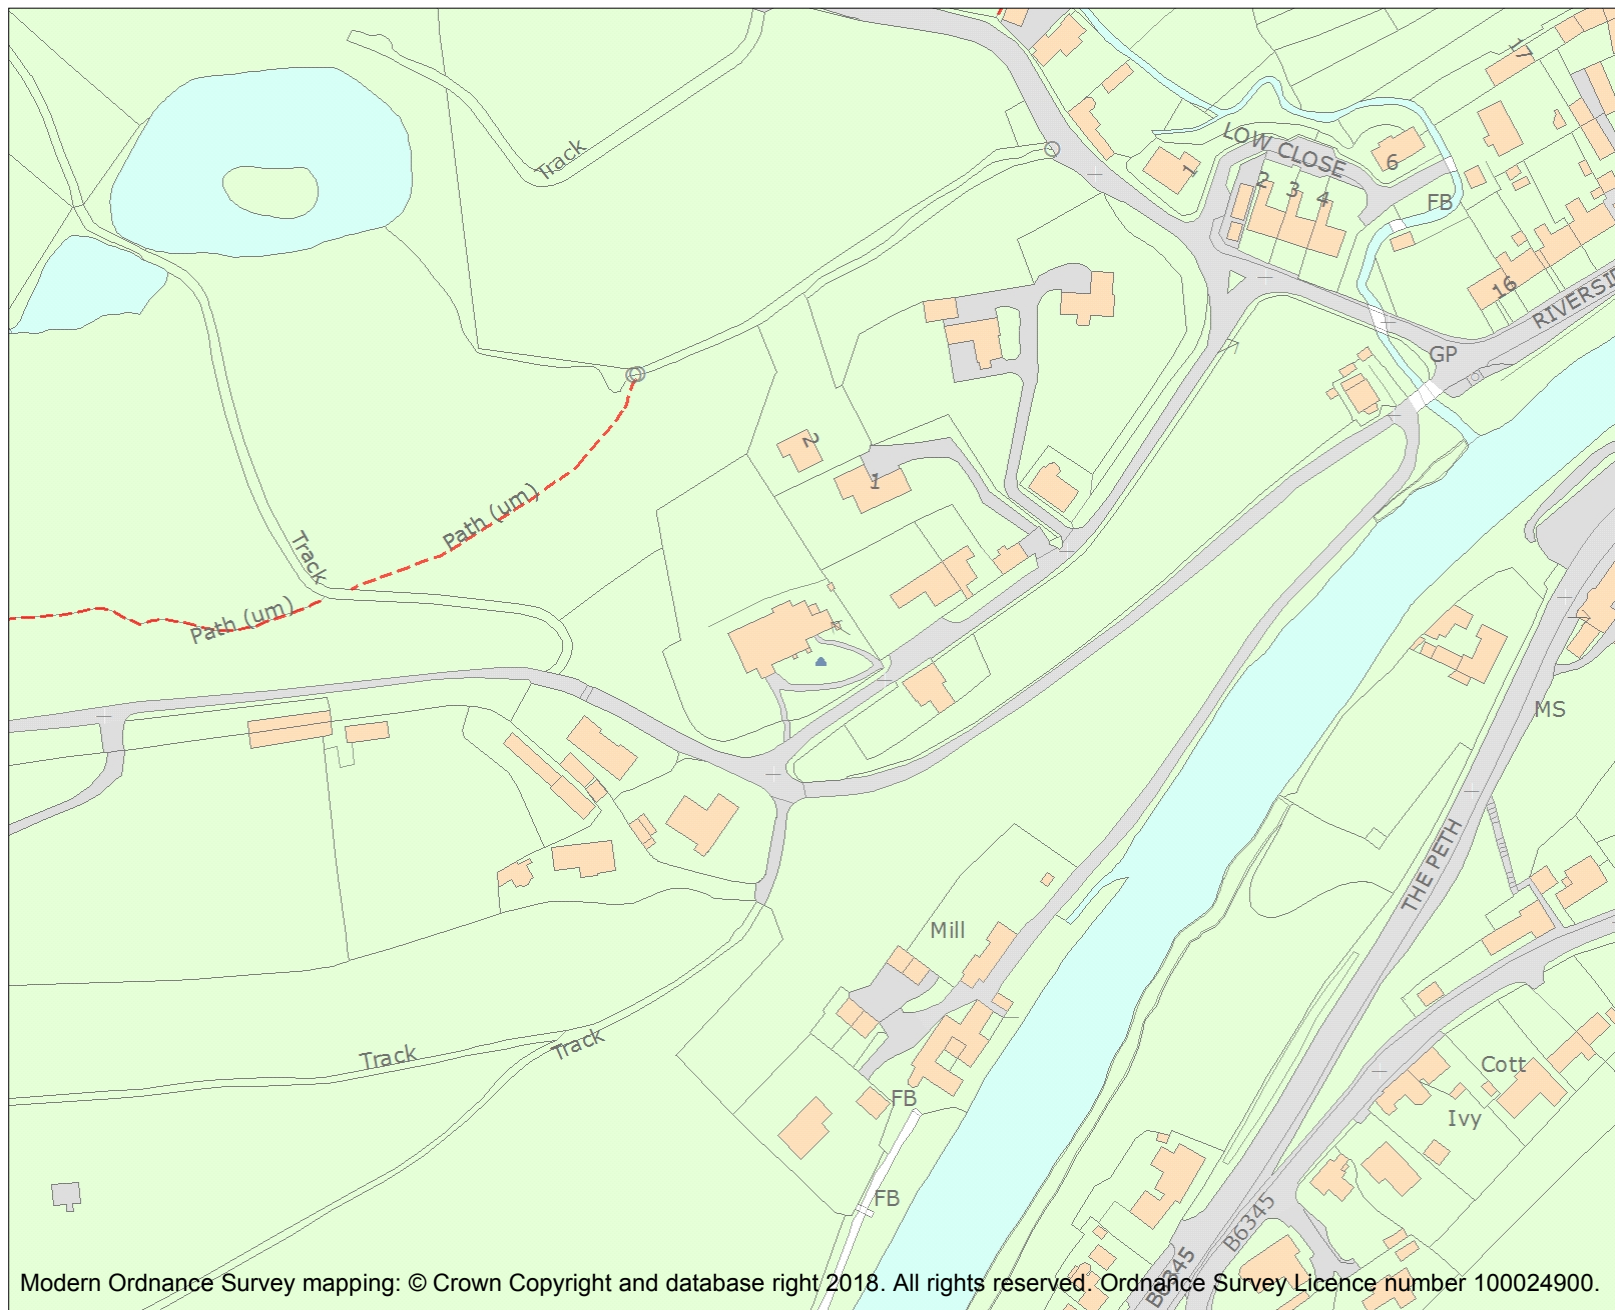 17
Track
LOW CLOSE
1
6
2
3
4
FB
16
RIVERSI
GP
2
1
Path (um)
Track
Path (um)
MS
THE PETH
Mill
Track
Track
Cott
FB
Ivy
FB
B6345
B6345
Modern Ordnance Survey mapping: © Crown Copyright and database right 2018. All rights reserved. Ordnance Survey Licence number 100024900.